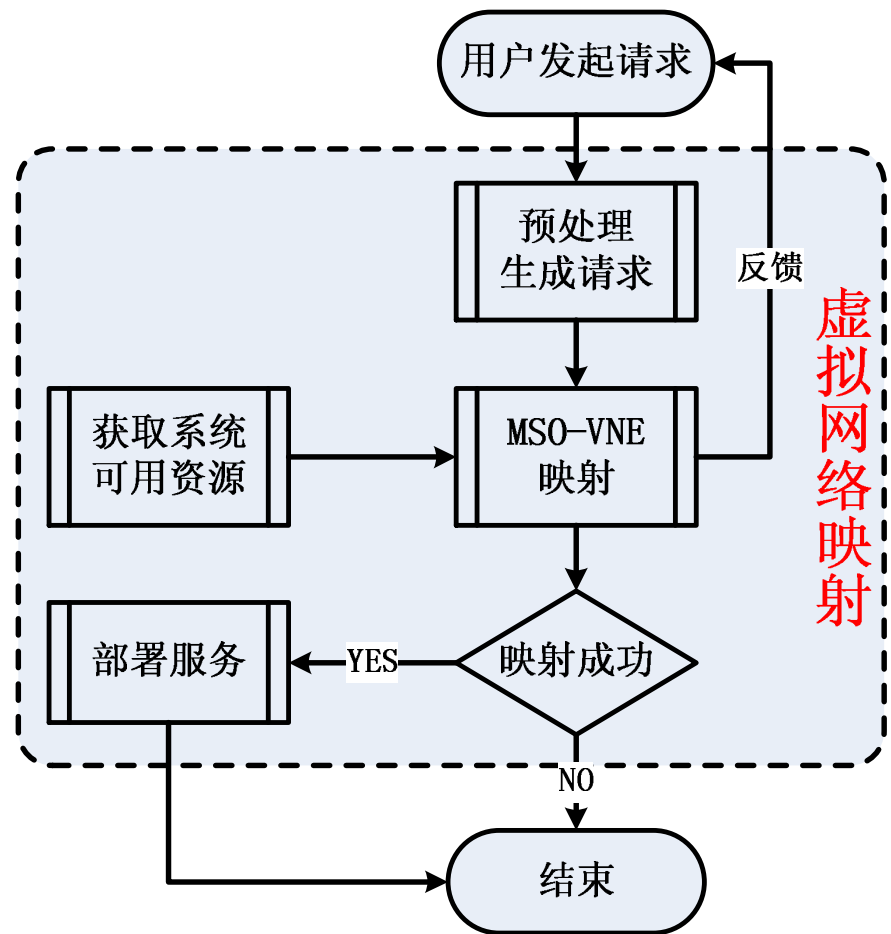 用户发起请求
预处理
生成请求
反馈
虚拟网络映射
获取系统
可用资源
MSO-VNE
映射
部署服务
YES
映射成功
NO
结束